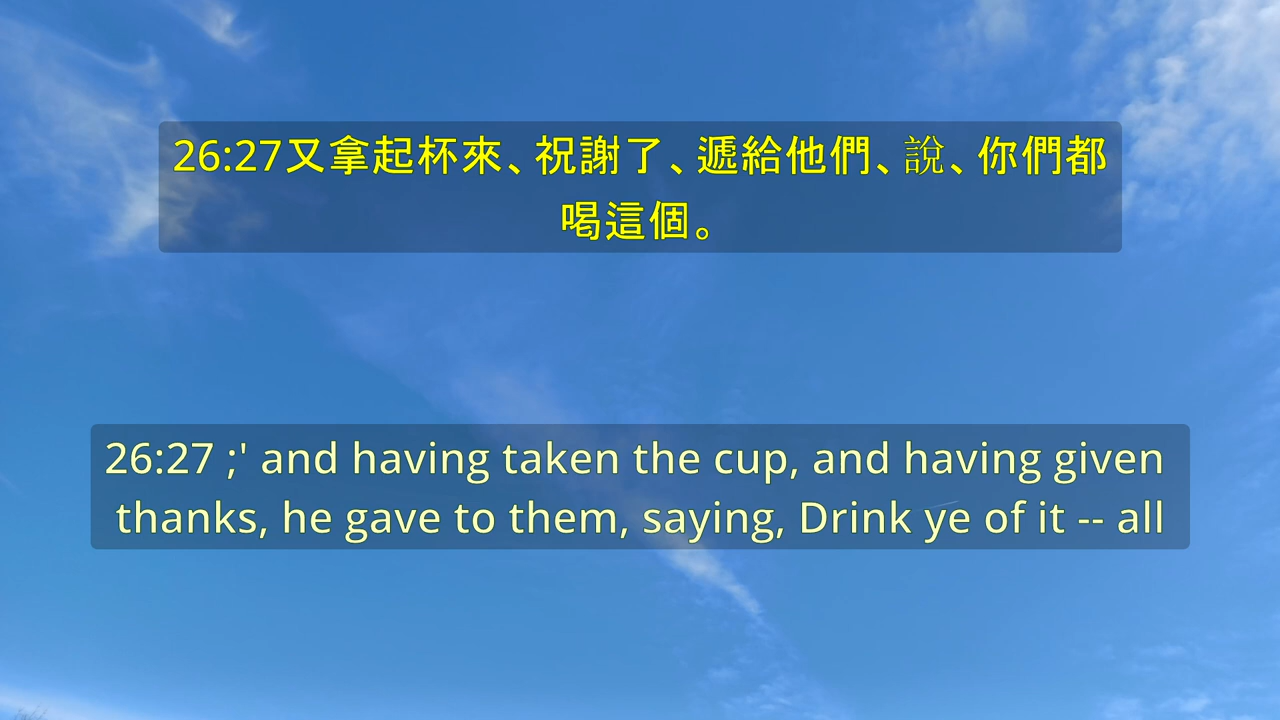 26:27又拿起杯來、祝謝了、遞給他們、說、你們都
喝這個。
26:27 ;' and having taken the cup, and having given
thanks, he gave to them, saying, Drink ye of it -- all